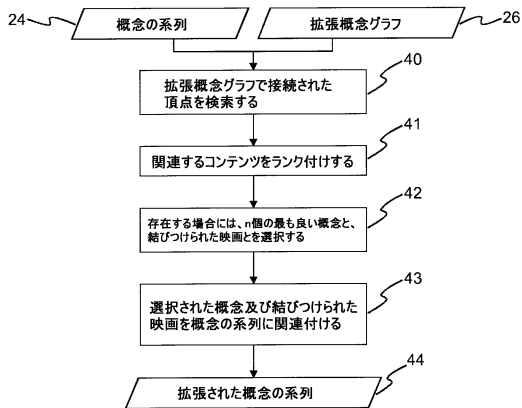 24
概念の系列
拡張概念グラフ
26
40
拡張概念グラフで接続された
頂点を検索する
41
関連するコンテンツをランク付けする
42
存在する場合には、n個の最も良い概念と、
結びつけられた映画とを選択する
43
選択された概念及び結びつけられた
映画を概念の系列に関連付ける
44
拡張された概念の系列